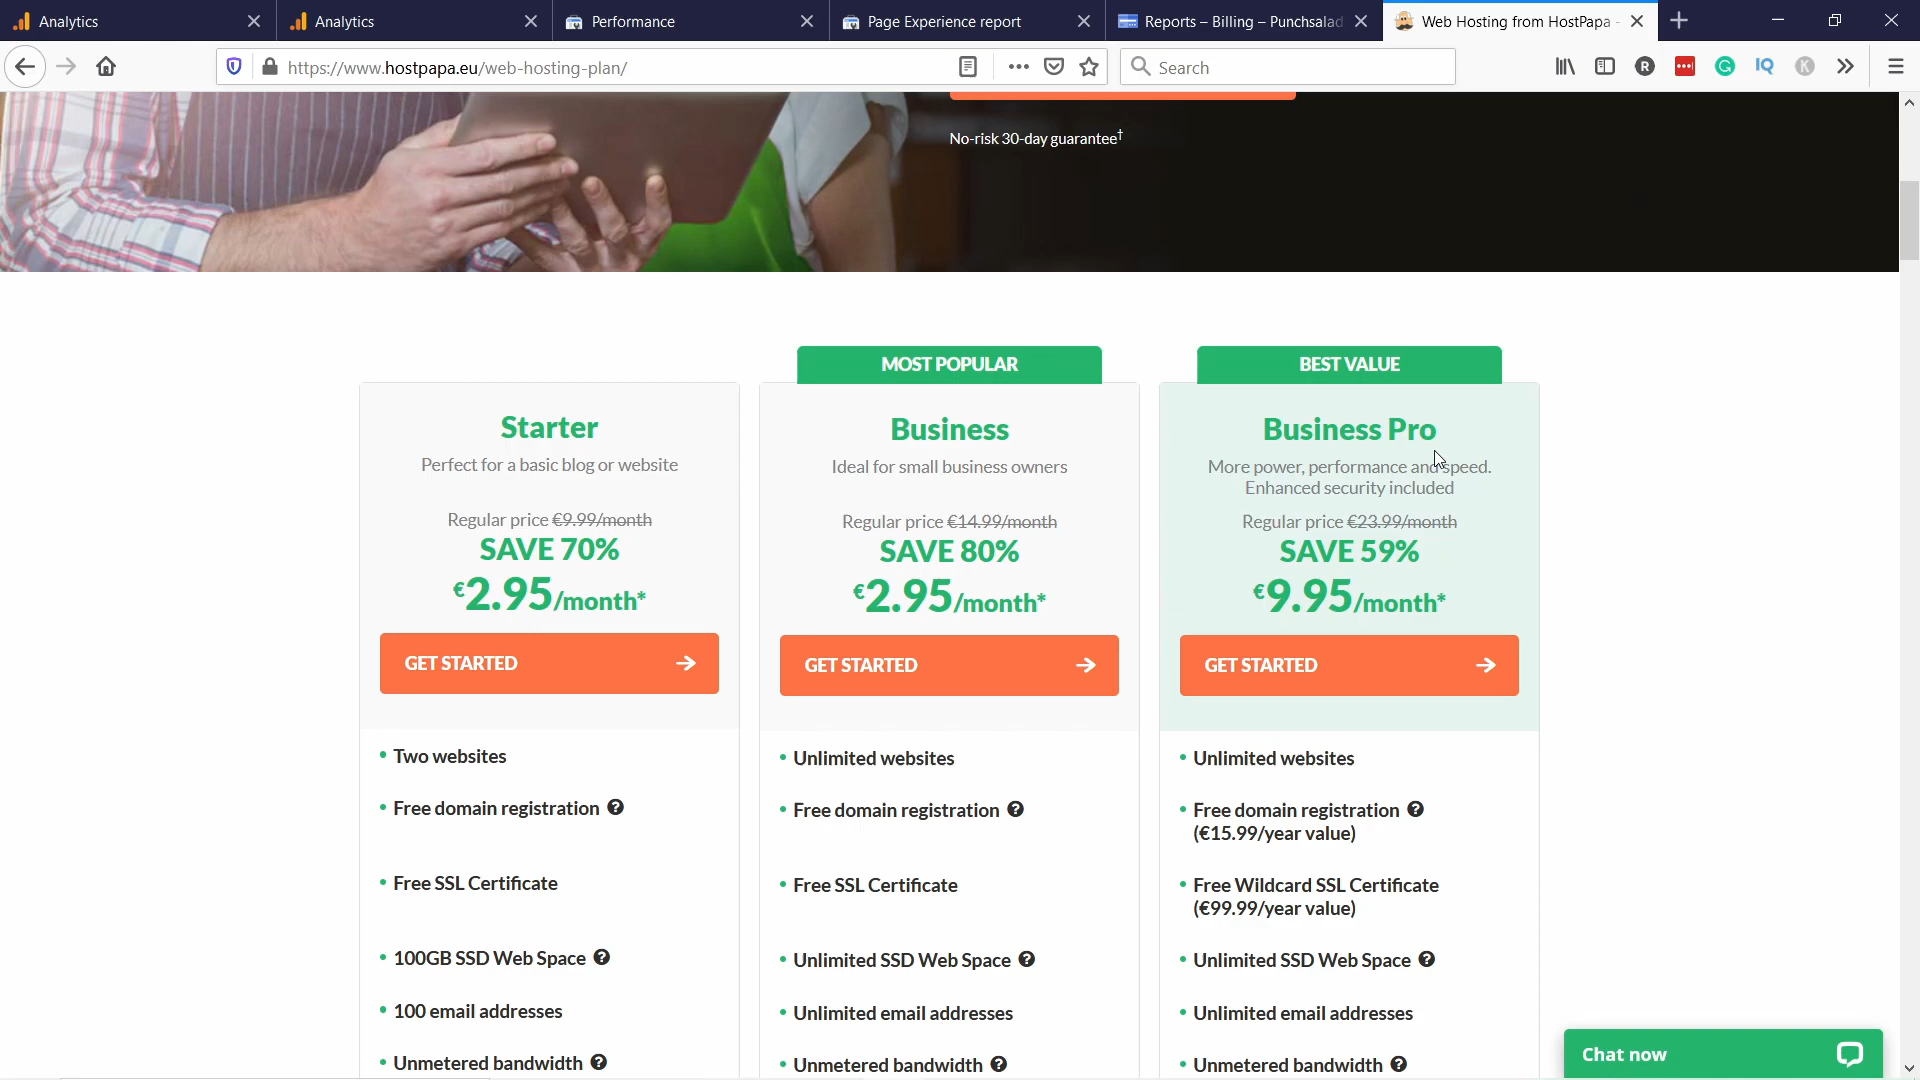 Analytics
Analytics
Performance
Page Experience report
Reports – Billing – Punchsalad
Web Hosting from HostPapa -
https://www.hostpapa.eu/web-hosting-plan/
Search
No-risk 30-day guarantee†
Starter
Perfect for a basic blog or website
Regular price €9.99/month
SAVE 70%
€2.95/month*
GET STARTED
• Two websites
• Free domain registration
• Free SSL Certificate
• 100GB SSD Web Space
• 100 email addresses
• Unmetered bandwidth
MOST POPULAR
Business
Ideal for small business owners
Regular price €14.99/month
SAVE 80%
€2.95/month*
GET STARTED
• Unlimited websites
• Free domain registration
• Free SSL Certificate
• Unlimited SSD Web Space
• Unlimited email addresses
• Unmetered bandwidth
BEST VALUE
Business Pro
More power, performance and speed.
Enhanced security included
Regular price €23.99/month
SAVE 59%
€9.95/month*
GET STARTED
• Unlimited websites
• Free domain registration
(€15.99/year value)
• Free Wildcard SSL Certificate
(€99.99/year value)
• Unlimited SSD Web Space
• Unlimited email addresses
• Unmetered bandwidth
Chat now